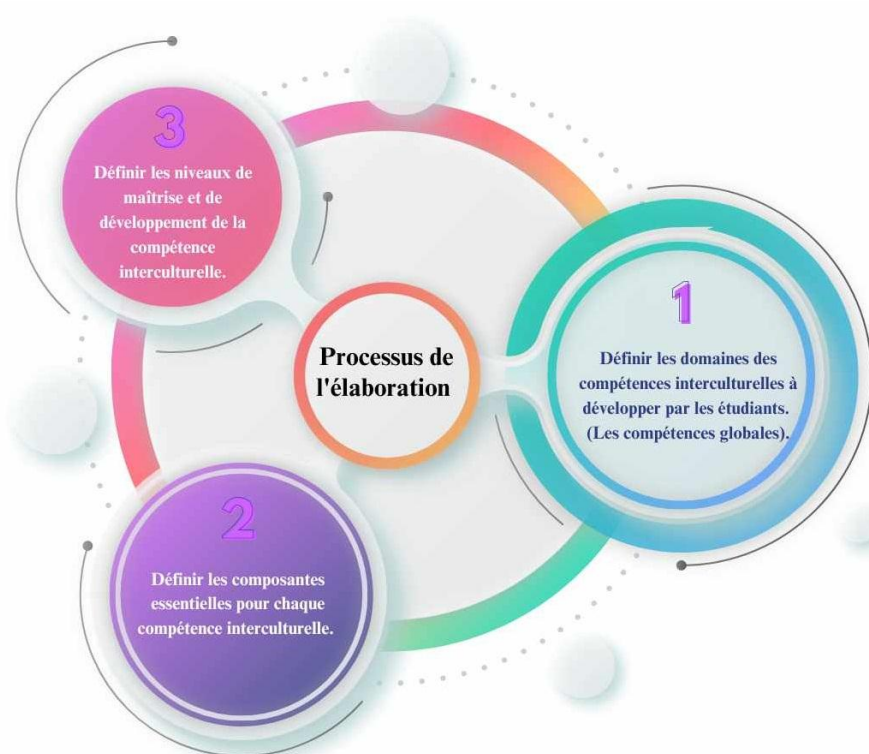 Processus de
l'élaboration
1
Définir les domaines des
compétences interculturelles à
développer par les étudiants.
(Les compétences globales).
2
Définir les composantes
essentielles pour chaque
compétence interculturelle.
3
Définir les niveaux de
maîtrise et de
développement de la
compétence
interculturelle.